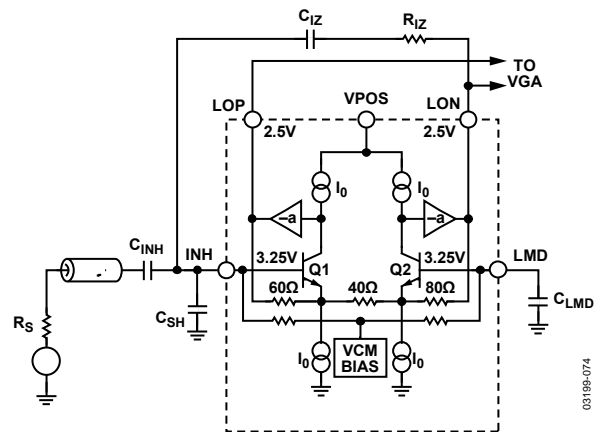 C_IZ
R_IZ
TO
VGA
LOP
VPOS
LON
2.5V
2.5V
I_0
I_0
–a
–a
C_INH
INH
3.25V
Q1
Q2
3.25V
LMD
60Ω
40Ω
80Ω
R_S
C_SH
C_LMD
I_0
VCM
BIAS
I_0
03199-074